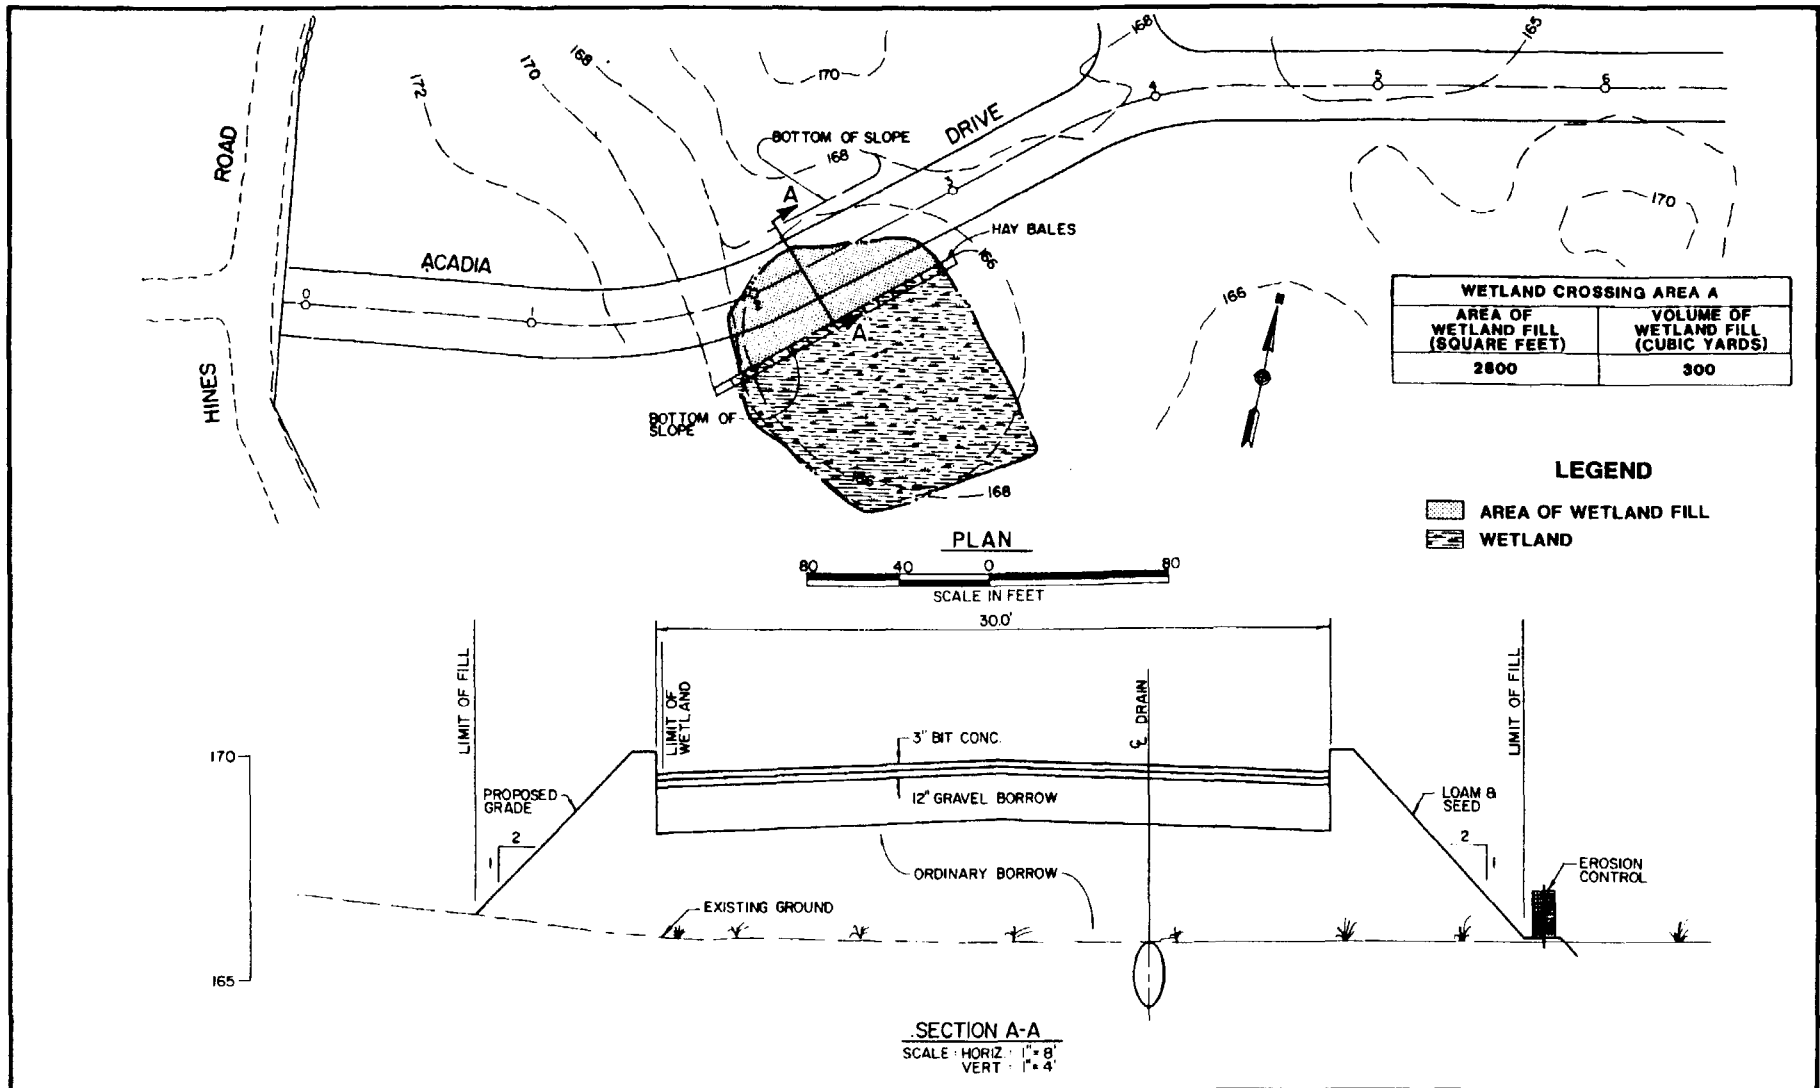 168
165
172
170
168
170
4
5
6
BOTTOM OF SLOPE
168
DRIVE
ROAD
A
3
HAY BALES
166
170
ACADIA
0
1
2
A
166
HINES
BOTTOM OF
SLOPE
166
168
WETLAND CROSSING AREA A
AREA OF
WETLAND FILL
(SQUARE FEET)
VOLUME OF
WETLAND FILL
(CUBIC YARDS)
2800
300
LEGEND
AREA OF WETLAND FILL
WETLAND
PLAN
80 40 0 80
SCALE IN FEET
30.0'
LIMIT OF FILL
LIMIT OF
WETLAND
℄ DRAIN
LIMIT OF FILL
170
3" BIT CONC.
12" GRAVEL BORROW
PROPOSED
GRADE
2
1
LOAM &
SEED
2
1
ORDINARY BORROW
EROSION
CONTROL
EXISTING GROUND
165
SECTION A-A
SCALE : HORIZ. : 1" = 8'
VERT : 1" = 4'